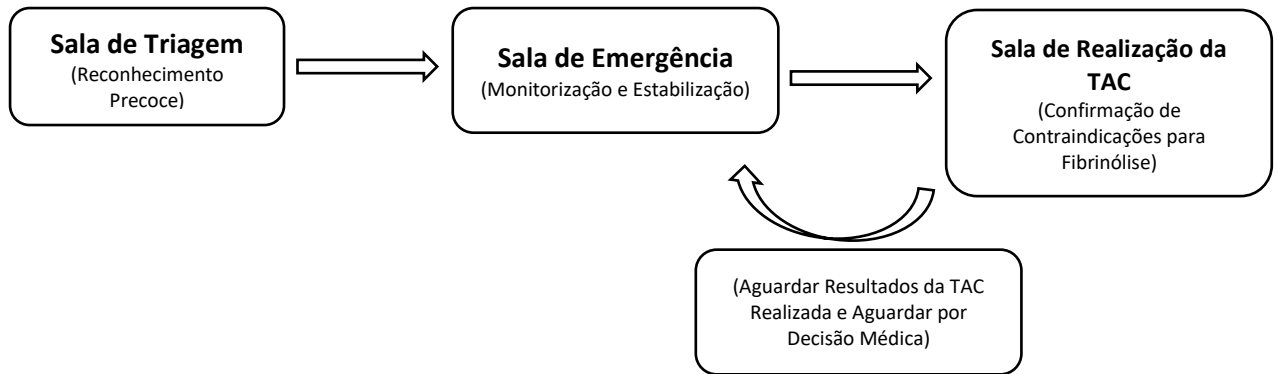 Sala de Triagem
(Reconhecimento
Precoce)
Sala de Emergência
(Monitorização e Estabilização)
Sala de Realização da
TAC
(Confirmação de
Contraindicações para
Fibrinólise)
(Aguardar Resultados da TAC
Realizada e Aguardar por
Decisão Médica)